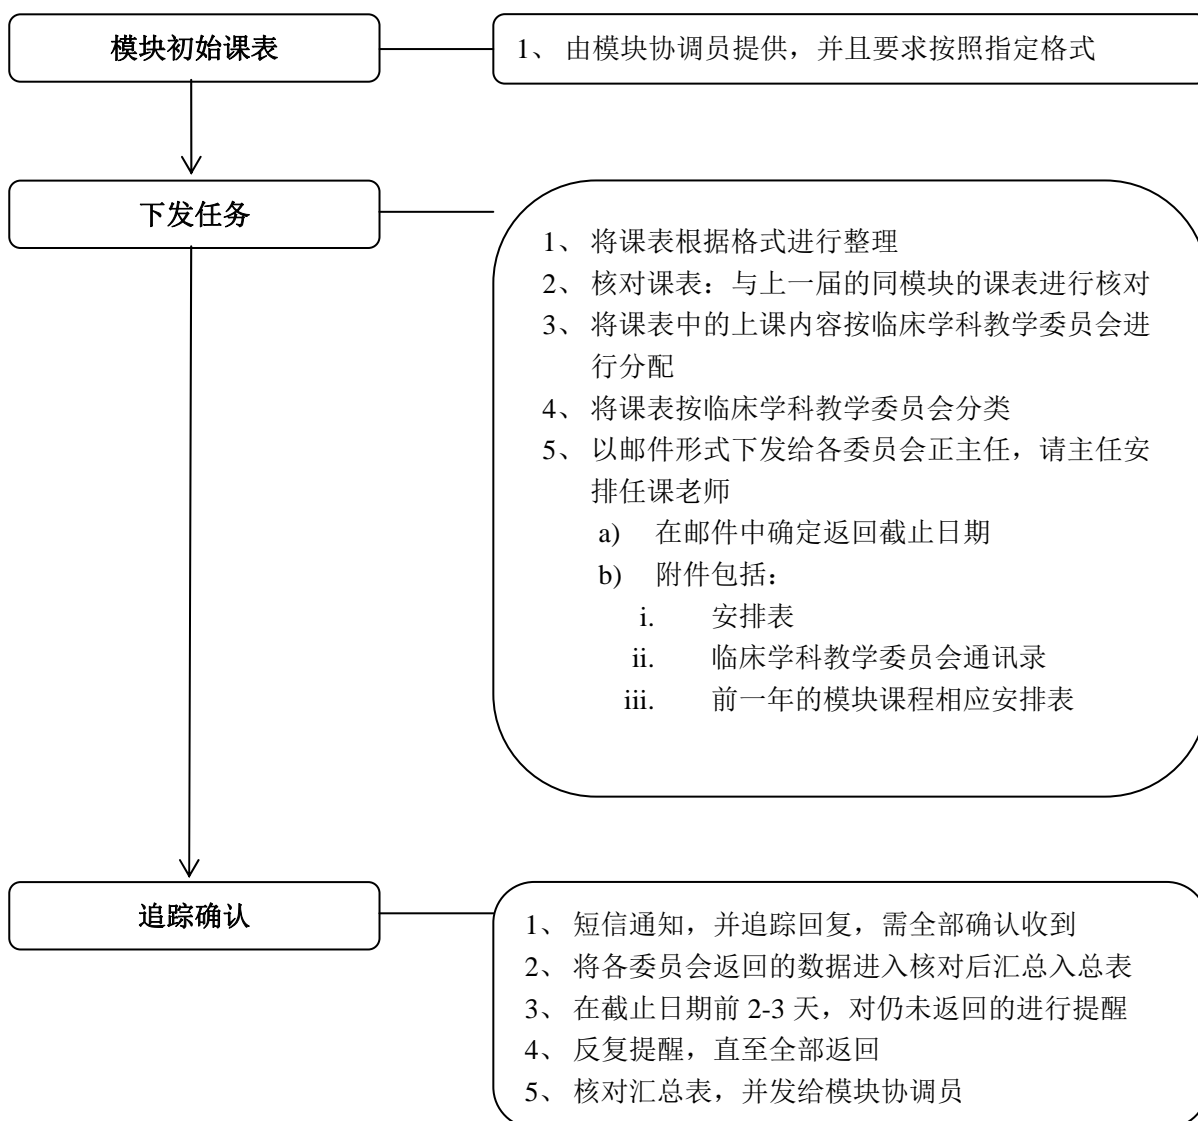 模块初始课表
1、 由模块协调员提供，并且要求按照指定格式
下发任务
1、 将课表根据格式进行整理
2、 核对课表：与上一届的同模块的课表进行核对
3、 将课表中的上课内容按临床学科教学委员会进
行分配
4、 将课表按临床学科教学委员会分类
5、 以邮件形式下发给各委员会正主任，请主任安
排任课老师
a) 在邮件中确定返回截止日期
b) 附件包括：
i. 安排表
ii. 临床学科教学委员会通讯录
iii. 前一年的模块课程相应安排表
追踪确认
1、 短信通知，并追踪回复，需全部确认收到
2、 将各委员会返回的数据进入核对后汇总入总表
3、 在截止日期前 2-3 天，对仍未返回的进行提醒
4、 反复提醒，直至全部返回
5、 核对汇总表，并发给模块协调员